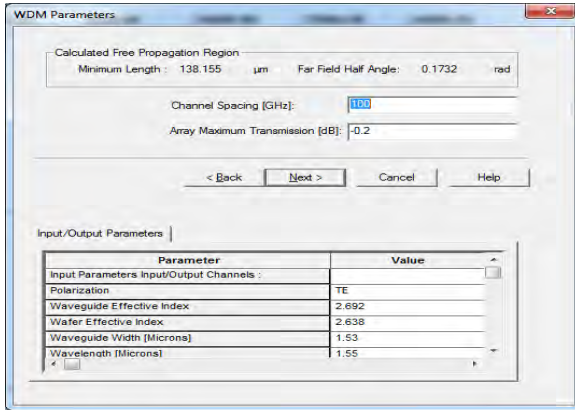 WDM Parameters
Calculated Free Propagation Region
Minimum Length : 138.155 µm Far Field Half Angle: 0.1732 rad
Channel Spacing [GHz]: 100
Array Maximum Transmission [dB]: -0.2
< Back Next > Cancel Help
Input/Output Parameters
Parameter Value
Input Parameters Input/Output Channels :
Polarization TE
Waveguide Effective Index 2.692
Wafer Effective Index 2.638
Waveguide Width [Microns] 1.53
Wavelength [Microns] 1.55